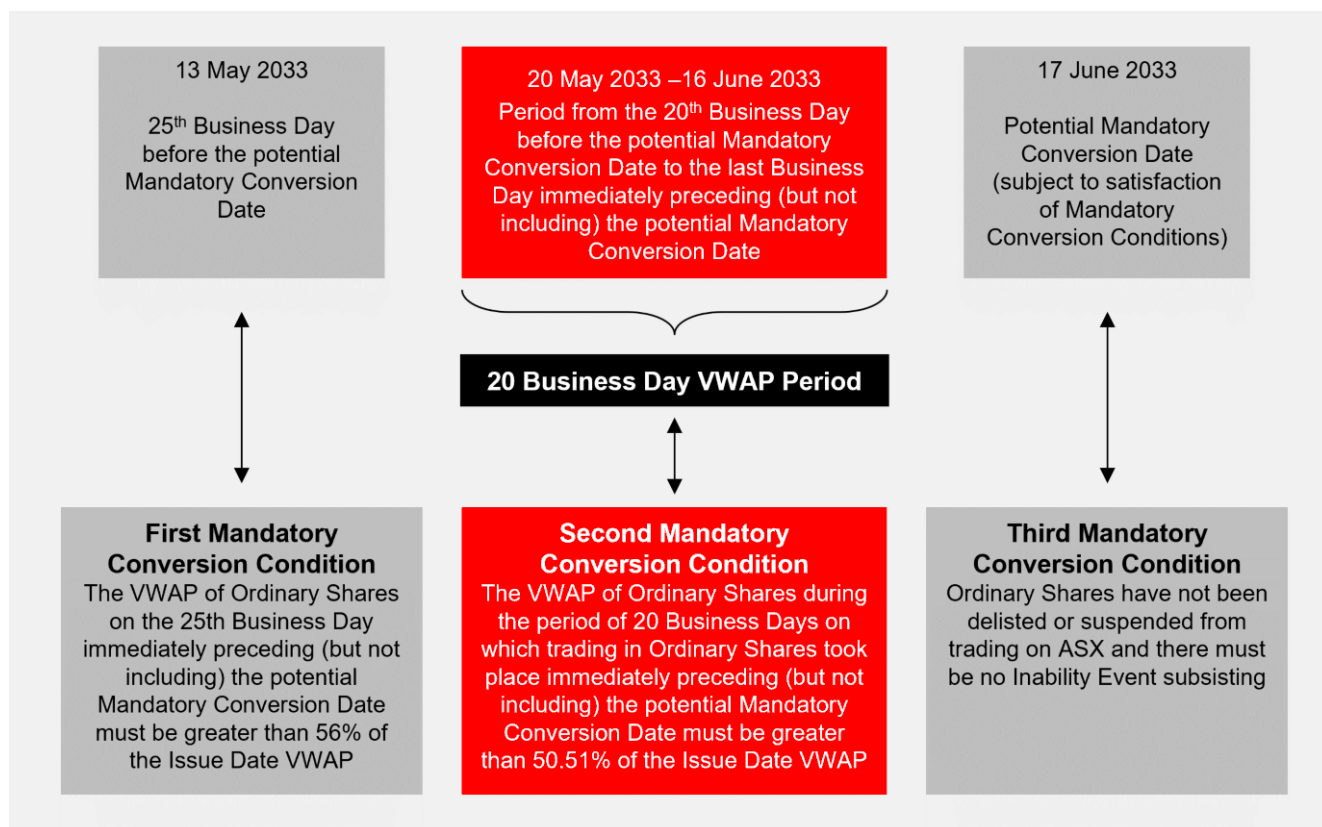 13 May 2033
25th Business Day
before the potential
Mandatory Conversion
Date
20 May 2033 –16 June 2033
Period from the 20th Business Day
before the potential Mandatory
Conversion Date to the last Business
Day immediately preceding (but not
including) the potential Mandatory
Conversion Date
17 June 2033
Potential Mandatory
Conversion Date
(subject to satisfaction
of Mandatory
Conversion Conditions)
20 Business Day VWAP Period
First Mandatory
Conversion Condition
The VWAP of Ordinary Shares
on the 25th Business Day
immediately preceding (but not
including) the potential
Mandatory Conversion Date
must be greater than 56% of
the Issue Date VWAP
Second Mandatory
Conversion Condition
The VWAP of Ordinary Shares during
the period of 20 Business Days on
which trading in Ordinary Shares took
place immediately preceding (but not
including) the potential Mandatory
Conversion Date must be greater
than 50.51% of the Issue Date VWAP
Third Mandatory
Conversion Condition
Ordinary Shares have not been
delisted or suspended from
trading on ASX and there must
be no Inability Event subsisting